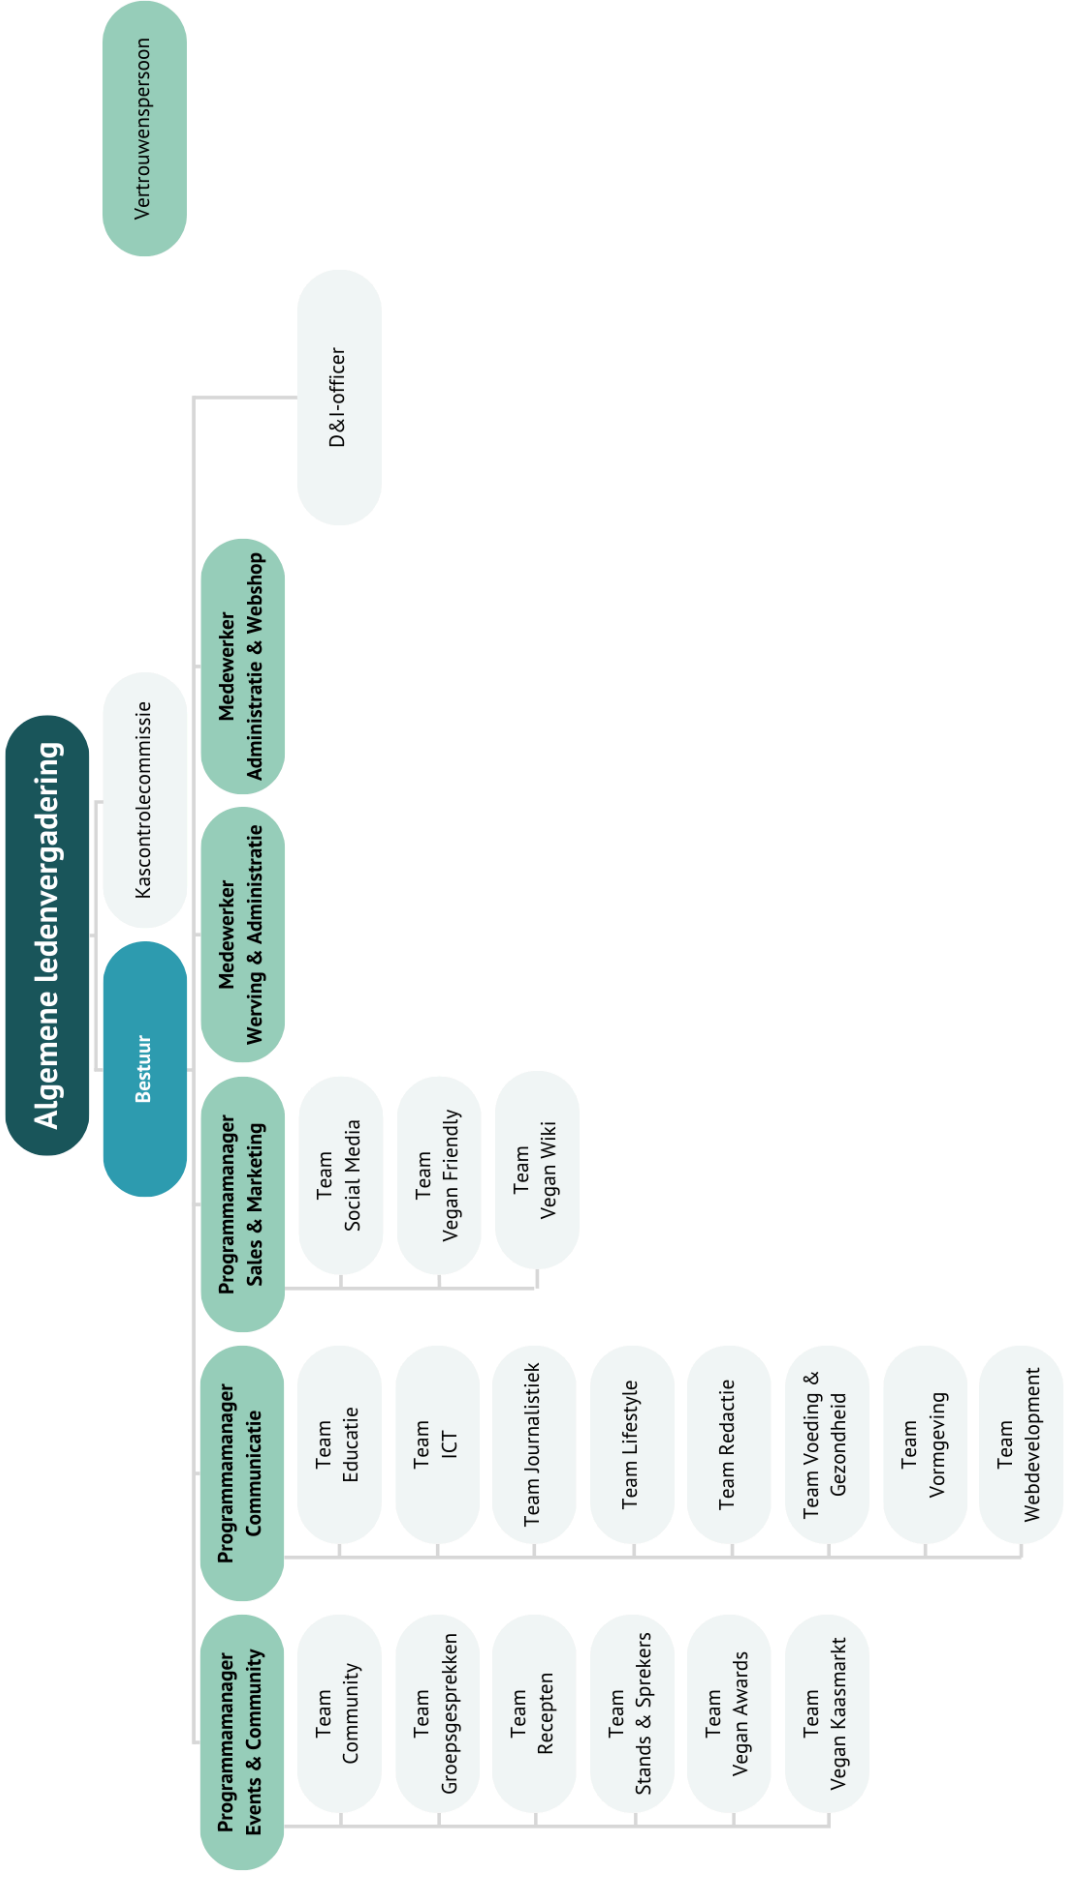 Algemene ledenvergadering
Bestuur
Kascontrolecommissie
Vertrouwenspersoon
Programmamanager
Events & Community
Programmamanager
Communicatie
Programmamanager
Sales & Marketing
Medewerker
Werving & Administratie
Medewerker
Administratie & Webshop
D&I-officer
Team
Community
Team
Groepsgesprekken
Team
Recepten
Team
Stands & Sprekers
Team
Vegan Awards
Team
Vegan Kaasmarkt
Team
Educatie
Team
ICT
Team Journalistiek
Team Lifestyle
Team Redactie
Team Voeding &
Gezondheid
Team
Vormgeving
Team
Webdevelopment
Team
Social Media
Team
Vegan Friendly
Team
Vegan Wiki